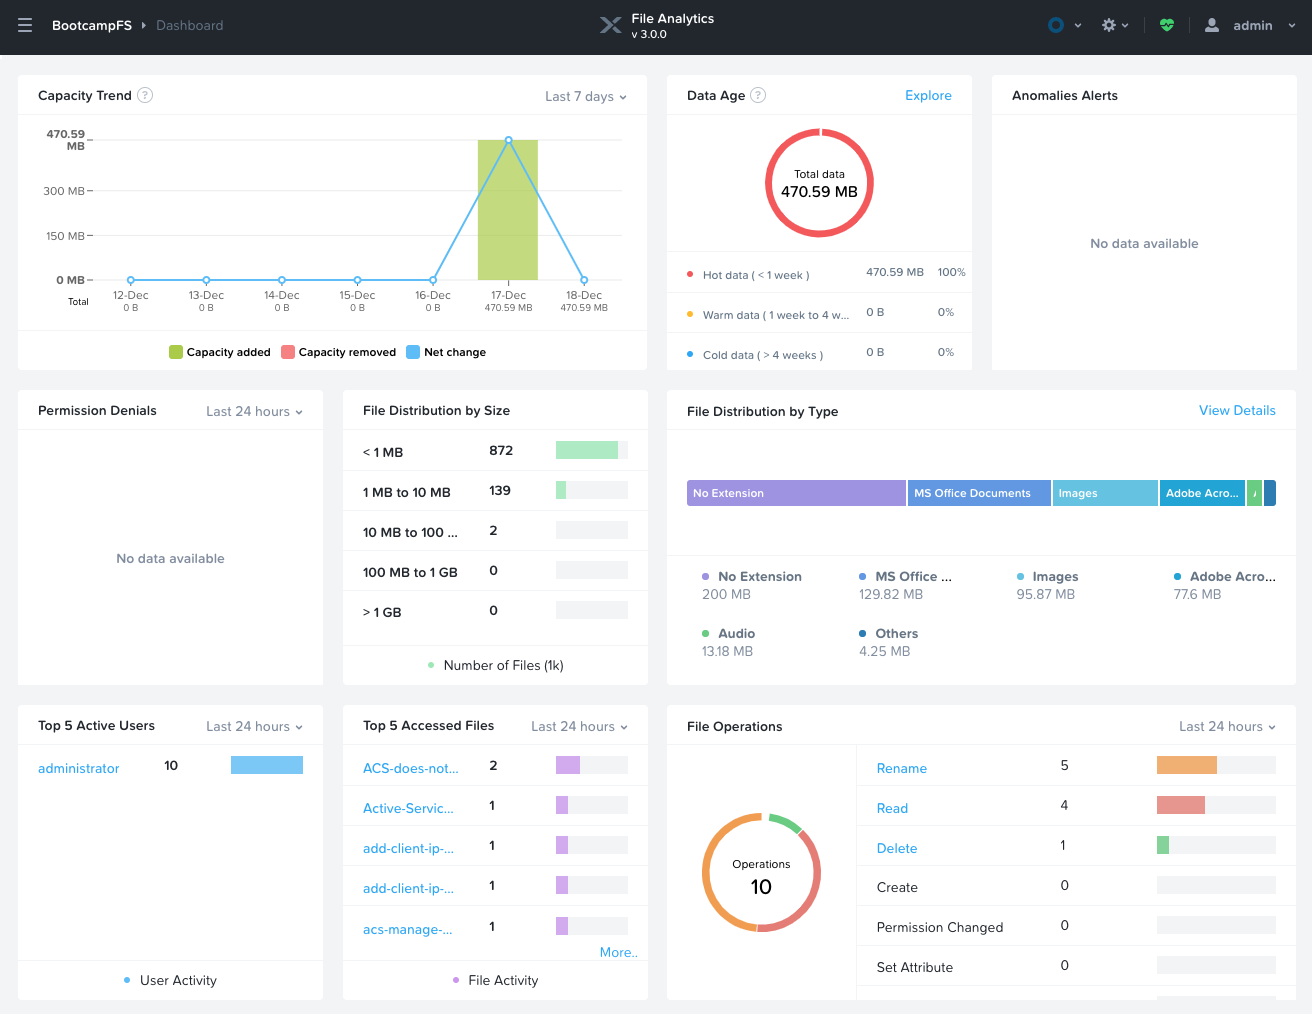 BootcampFS Dashboard
File Analytics
v 3.0.0
admin
Capacity Trend ?
Last 7 days
470.59
MB
300 MB
150 MB
0 MB
Total
12-Dec
0 B
13-Dec
0 B
14-Dec
0 B
15-Dec
0 B
16-Dec
0 B
17-Dec
470.59 MB
18-Dec
470.59 MB
Capacity added Capacity removed Net change
Data Age ?
Explore
Total data
470.59 MB
Hot data ( < 1 week ) 470.59 MB 100%
Warm data ( 1 week to 4 w... 0 B 0%
Cold data ( > 4 weeks ) 0 B 0%
Anomalies Alerts
No data available
Permission Denials
Last 24 hours
No data available
File Distribution by Size
< 1 MB 872
1 MB to 10 MB 139
10 MB to 100 ... 2
100 MB to 1 GB 0
> 1 GB 0
Number of Files (1k)
File Distribution by Type
View Details
No Extension MS Office Documents Images Adobe Acro...
No Extension
200 MB
MS Office ...
129.82 MB
Images
95.87 MB
Adobe Acro...
77.6 MB
Audio
13.18 MB
Others
4.25 MB
Top 5 Active Users
Last 24 hours
administrator 10
User Activity
Top 5 Accessed Files
Last 24 hours
ACS-does-not... 2
Active-Servic... 1
add-client-ip-... 1
add-client-ip-... 1
acs-manage-... 1
More..
File Activity
File Operations
Last 24 hours
Operations
10
Rename 5
Read 4
Delete 1
Create 0
Permission Changed 0
Set Attribute 0